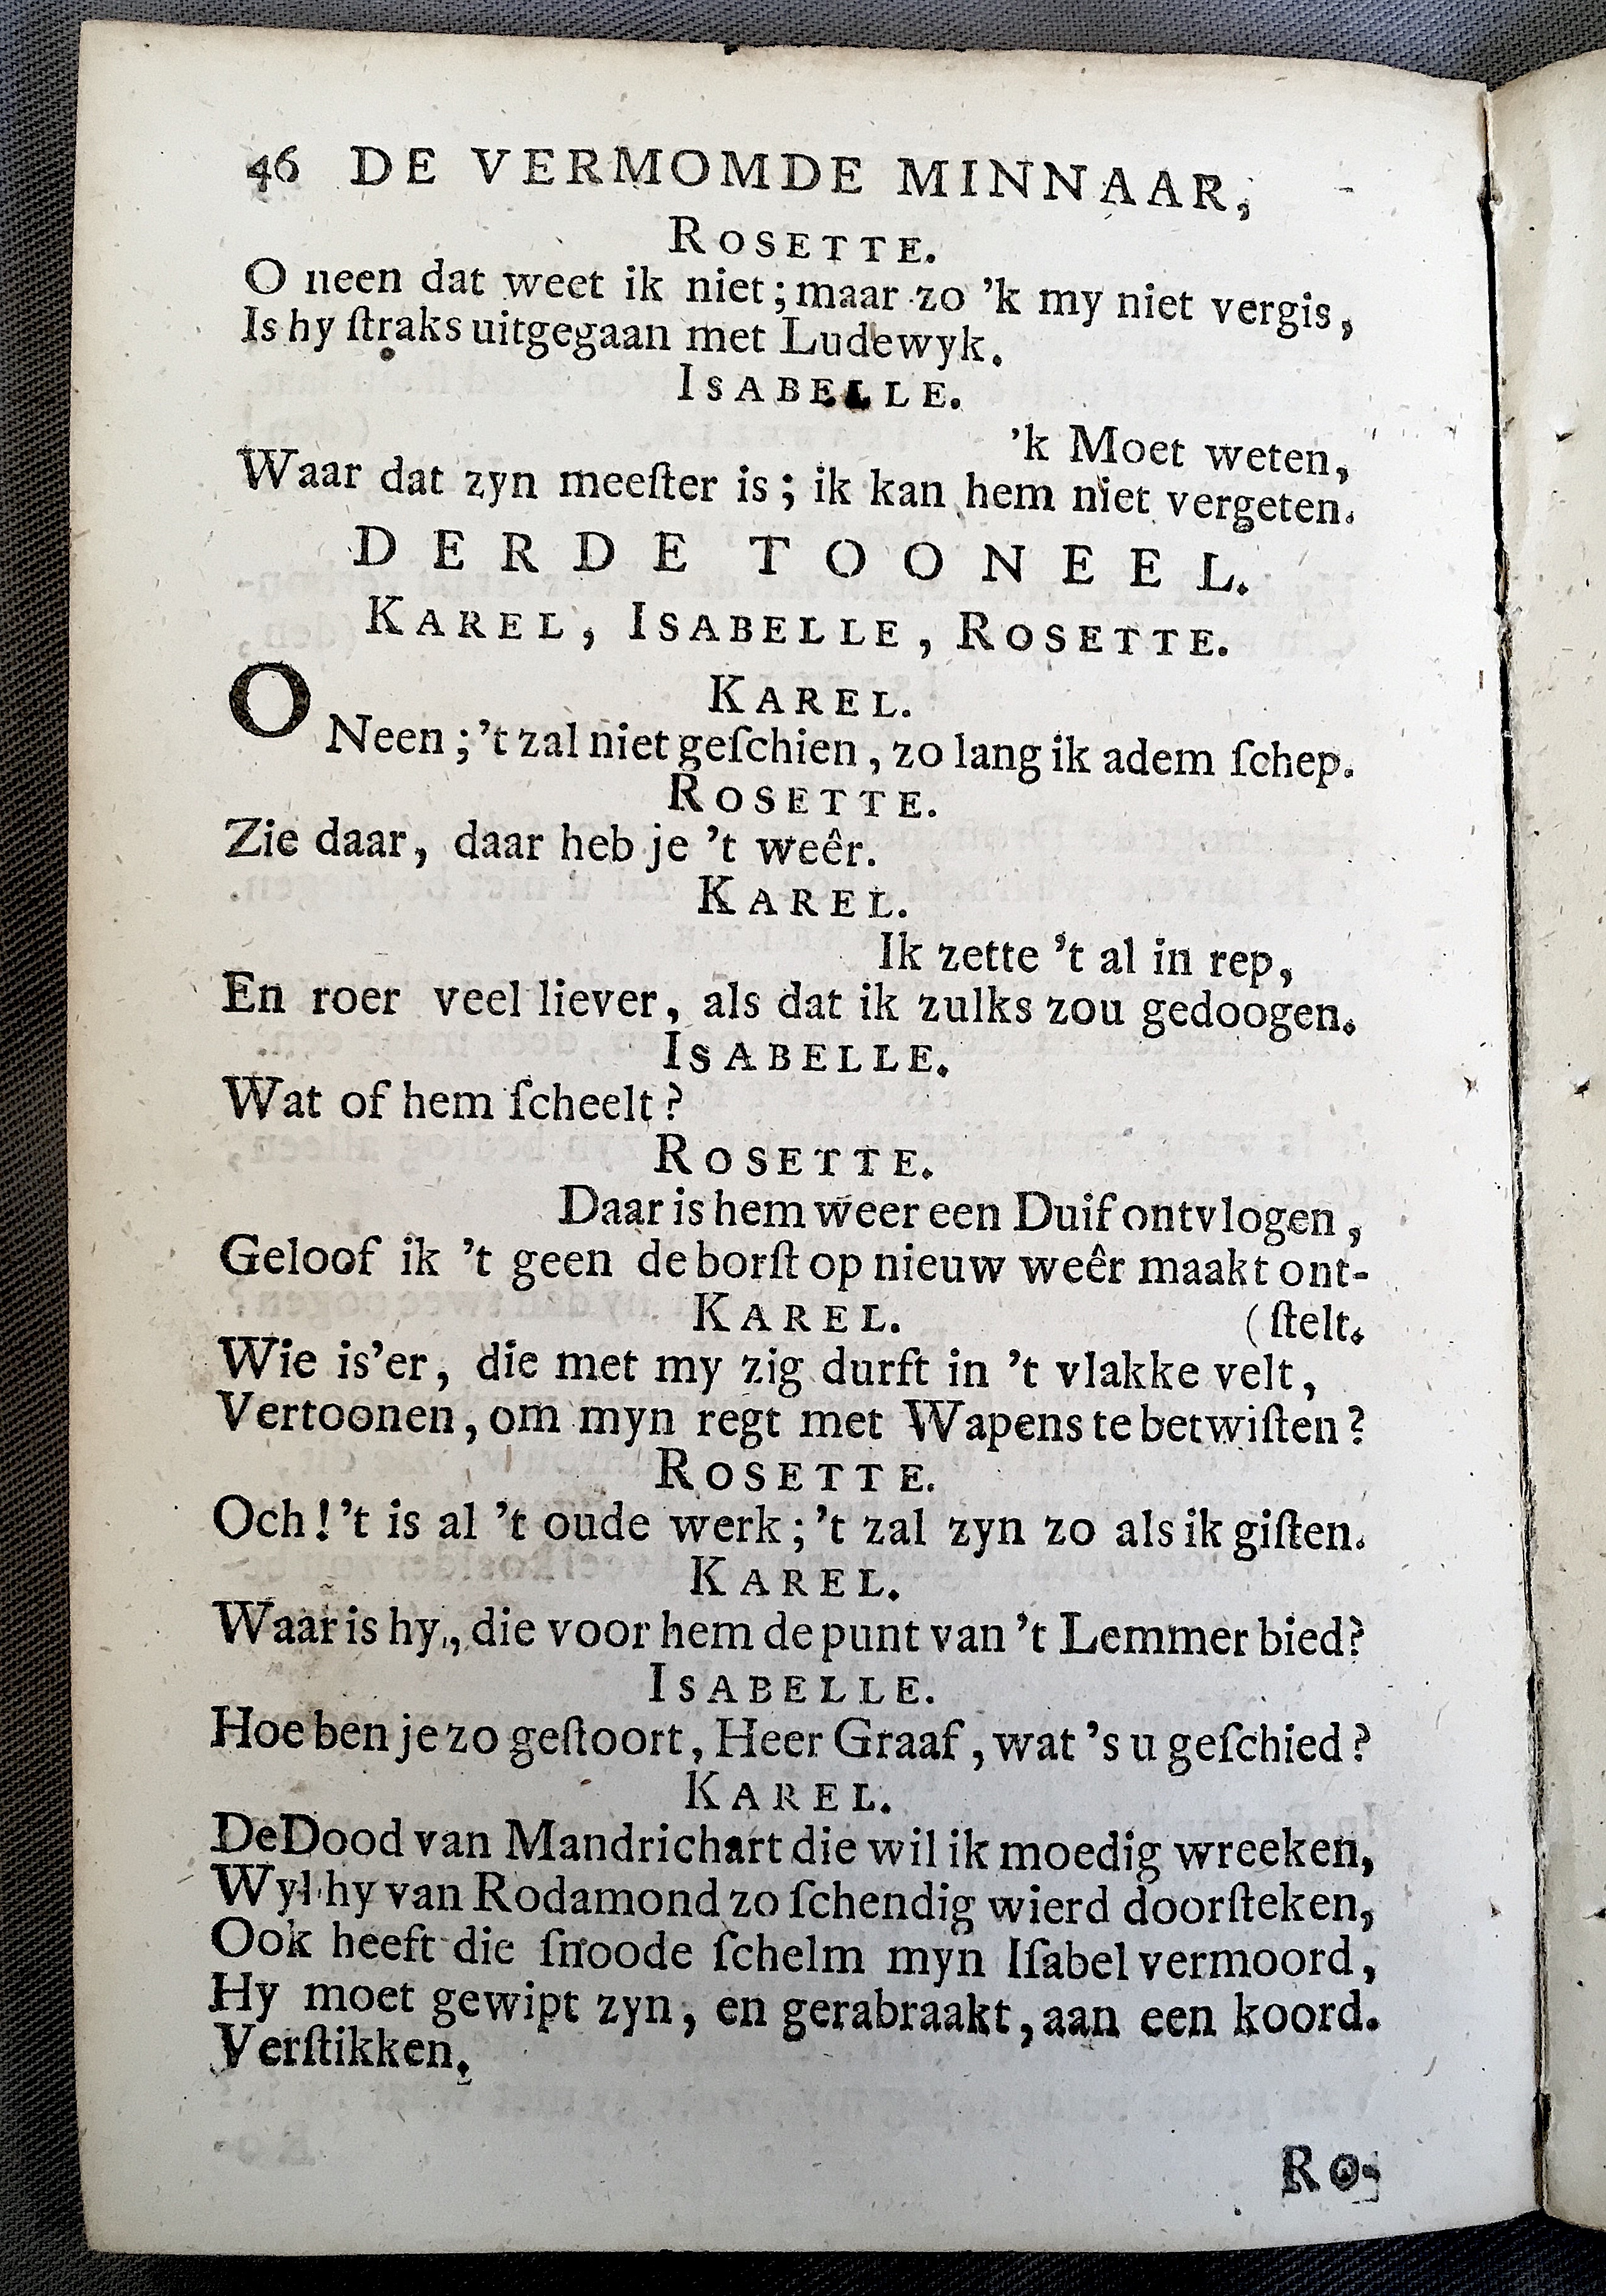 46 DE VERMOMDE MINNAAR,
ROSETTE.
O neen dat weet ik niet; maar zo 'k my niet vergis,
Is hy ſtraks uitgegaan met Ludewyk.
ISABELLE.
'k Moet weten,
Waar dat zyn meeſter is; ik kan hem niet vergeten.
DERDE TOONEEL.
KAREL, ISABELLE, ROSETTE.
KAREL.
O Neen; 't zal niet geſchien, zo lang ik adem ſchep.
ROSETTE.
Zie daar, daar heb je 't weêr.
KAREL.
Ik zette 't al in rep,
En roer veel liever, als dat ik zulks zou gedoogen.
ISABELLE.
Wat of hem ſcheelt?
ROSETTE.
Daar is hem weer een Duif ontvlogen,
Geloof ik 't geen de borſt op nieuw weêr maakt ont-
KAREL. (ſtelt.
Wie is'er, die met my zig durft in 't vlakke velt,
Vertoonen, om myn regt met Wapens te betwiſten?
ROSETTE.
Och! 't is al 't oude werk; 't zal zyn zo als ik giſten.
KAREL.
Waar is hy, die voor hem de punt van 't Lemmer bied?
ISABELLE.
Hoe ben je zo geſtoort, Heer Graaf, wat 's u geſchied?
KAREL.
De Dood van Mandrichart die wil ik moedig wreeken,
Wyl hy van Rodamond zo ſchendig wierd doorſteken,
Ook heeft die ſnoode ſchelm myn Iſabel vermoord,
Hy moet gewipt zyn, en gerabraakt, aan een koord.
Verſtikken.
Ro-